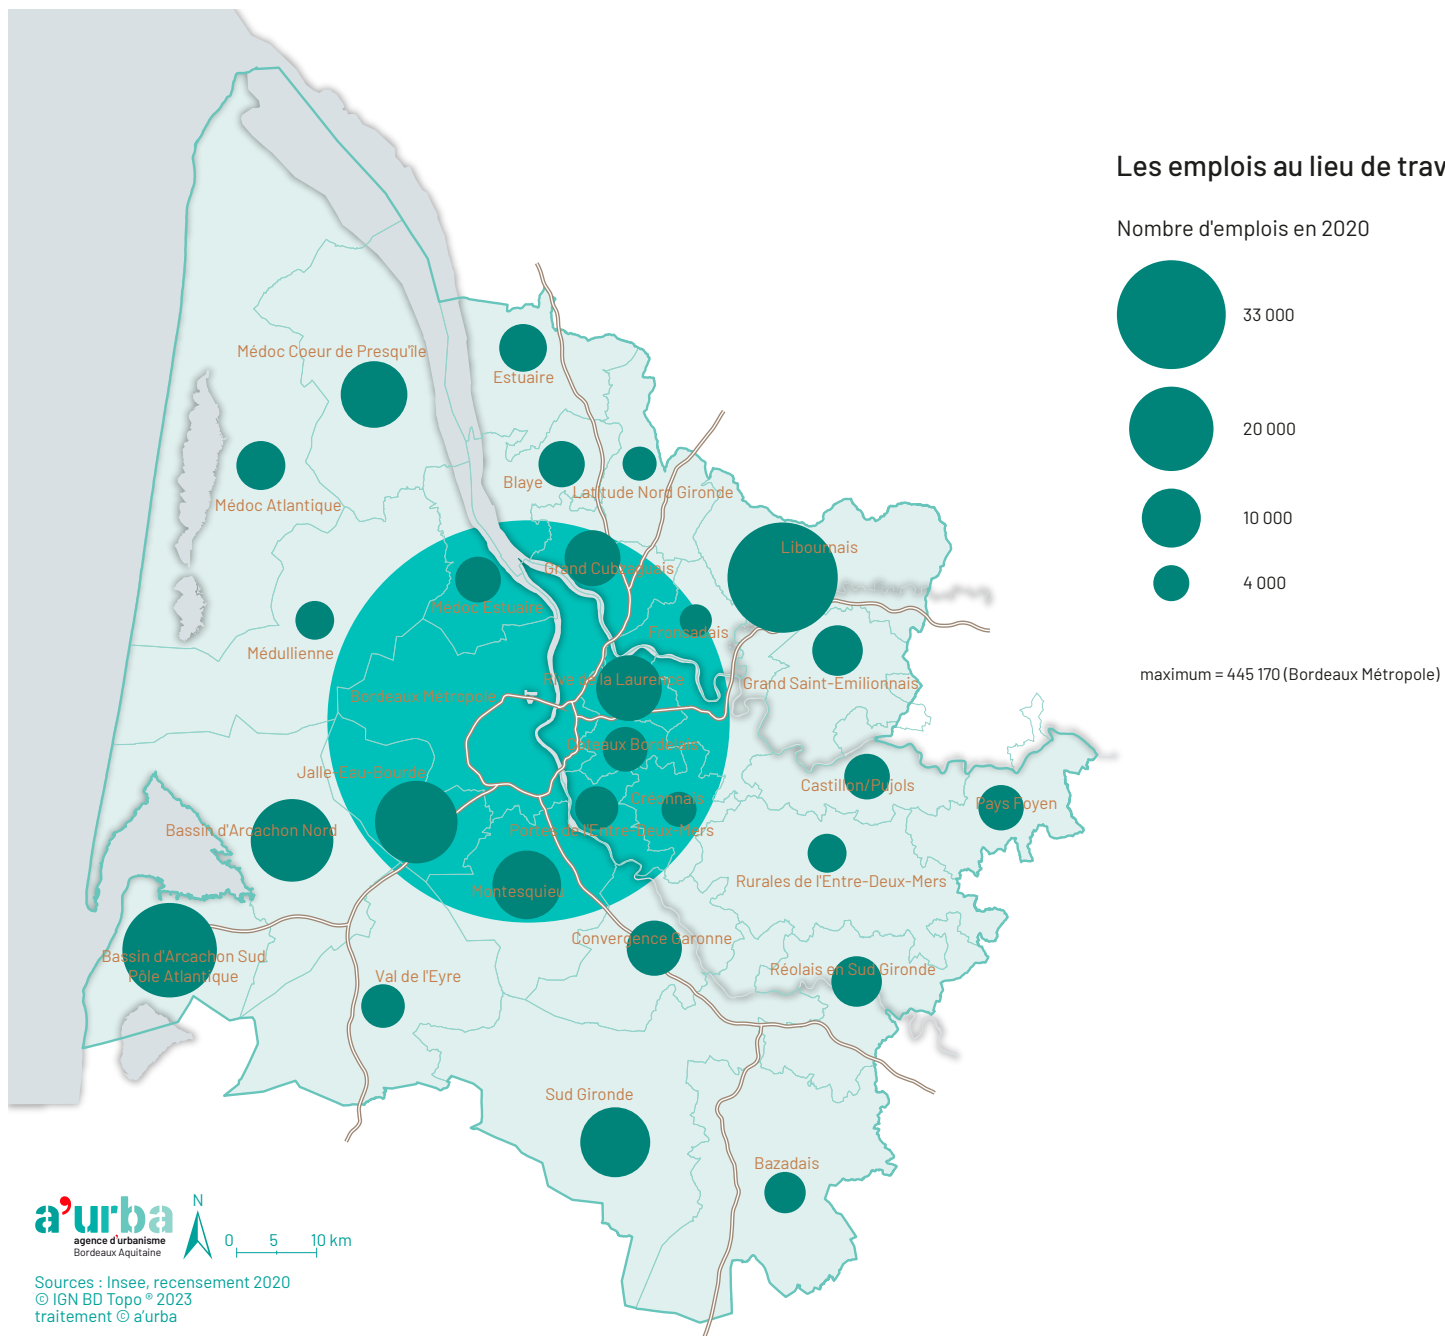 Les emplois au lieu de trav
Nombre d'emplois en 2020
33 000
20 000
10 000
4 000
maximum = 445 170 (Bordeaux Métropole)
Médoc Coeur de Presqu'île
Estuaire
Blaye
Latitude Nord Gironde
Médoc Atlantique
Libournais
Grand Cubzaguais
Médoc Estuaire
Fronsadais
Médullienne
Rive de la Laurence
Grand Saint-Emilionnais
Bordeaux Métropole
Coteaux Bordelais
Jalle-Eau-Bourde
Castillon/Pujols
Créonnais
Pays Foyen
Bassin d'Arcachon Nord
Portes de l'Entre-Deux-Mers
Rurales de l'Entre-Deux-Mers
Montesquieu
Convergence Garonne
Bassin d'Arcachon Sud
Pôle Atlantique
Val de l'Eyre
Réolais en Sud Gironde
Sud Gironde
Bazadais
a'urba
agence d'urbanisme
Bordeaux Aquitaine
N
0 5 10 km
Sources : Insee, recensement 2020
© IGN BD Topo ® 2023
traitement © a'urba